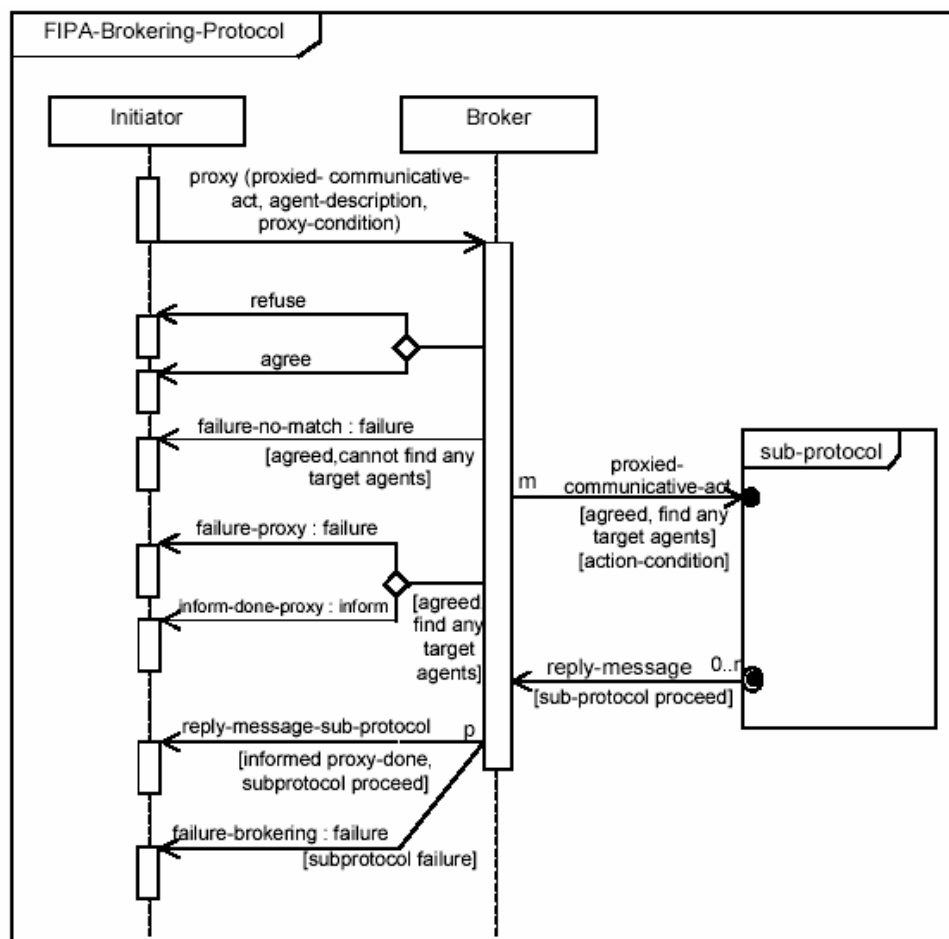 FIPA-Brokering-Protocol
Initiator
Broker
proxy (proxied- communicative-
act, agent-description,
proxy-condition)
refuse
agree
failure-no-match : failure
[agreed,cannot find any
target agents]
sub-protocol
proxied-
m
communicative-act
[agreed, find any
target agents]
[action-condition]
failure-proxy : failure
inform-done-proxy : inform
[agreed,
find any
target
agents]
reply-message
0..n
[sub-protocol proceed]
reply-message-sub-protocol
p
[informed proxy-done,
subprotocol proceed]
failure-brokering : failure
[subprotocol failure]